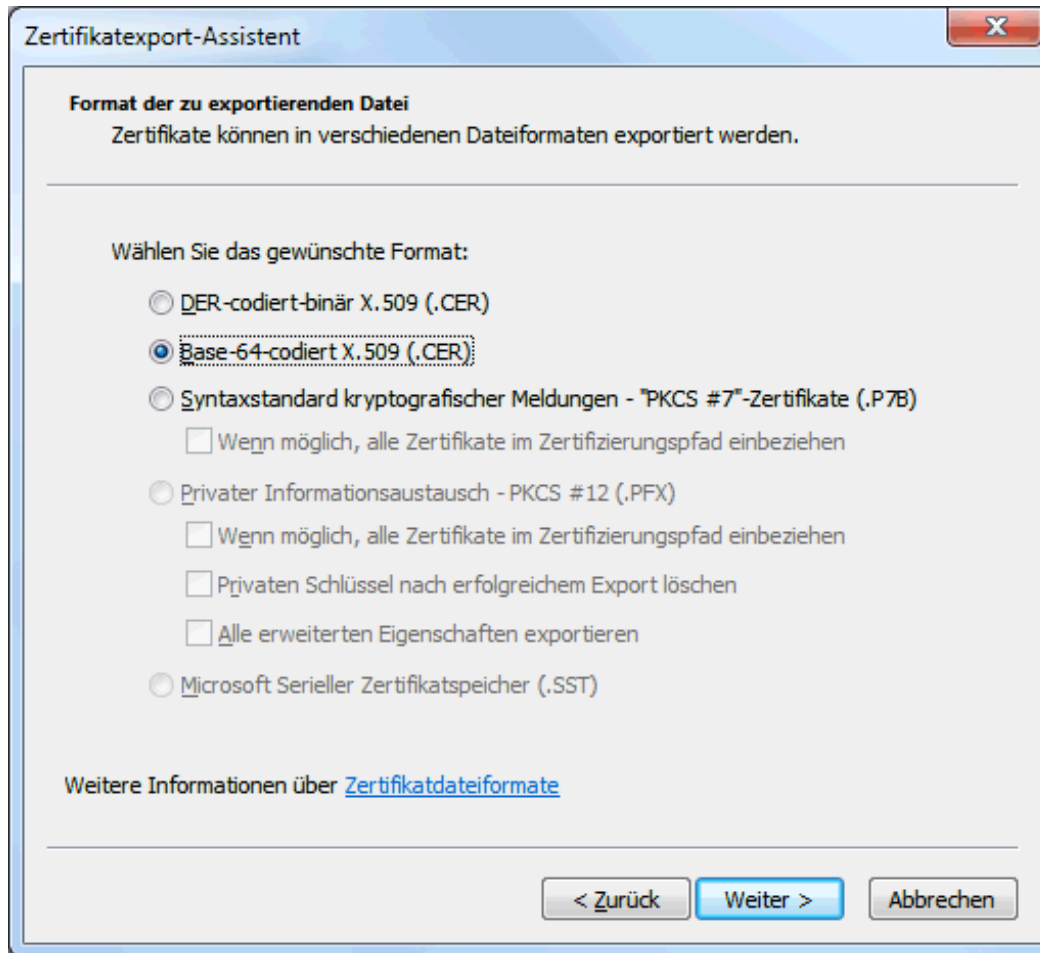 Zertifikatexport-Assistent
Format der zu exportierenden Datei
Zertifikate können in verschiedenen Dateiformaten exportiert werden.
Wählen Sie das gewünschte Format:
DER-codiert-binär X.509 (.CER)
Base-64-codiert X.509 (.CER)
Syntaxstandard kryptografischer Meldungen - "PKCS #7"-Zertifikate (.P7B)
Wenn möglich, alle Zertifikate im Zertifizierungspfad einbeziehen
Privater Informationsaustausch - PKCS #12 (.PFX)
Wenn möglich, alle Zertifikate im Zertifizierungspfad einbeziehen
Privaten Schlüssel nach erfolgreichem Export löschen
Alle erweiterten Eigenschaften exportieren
Microsoft Serieller Zertifikatspeicher (.SST)
Weitere Informationen über Zertifikatdateiformate
< Zurück Weiter > Abbrechen